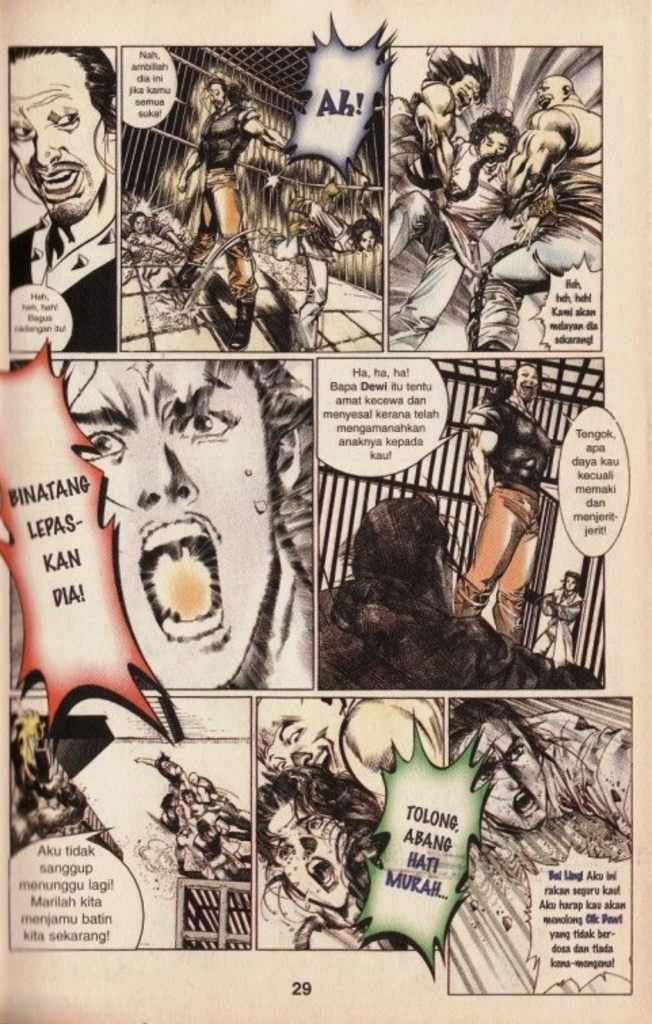 Heh,
heh, heh!
Bagus
cadangan itu!
Nah,
ambillah
dia ini
jika kamu
semua
suka!
Ah!
Heh,
heh, heh!
Kami akan
melayan dia
sekarang!
BINATANG
LEPAS-
KAN
DIA!
Ha, ha, ha!
Bapa Dewi itu tentu
amat kecewa dan
menyesal kerana telah
mengamanahkan
anaknya kepada
kau!
Tengok,
apa
daya kau
kecuali
memaki
dan
menjerit-
jerit!
Aku tidak
sanggup
menunggu lagi!
Marilah kita
menjamu batin
kita sekarang!
TOLONG,
ABANG
HATI
MURAH...
Bai Ling! Aku ini
rakan seguru kau!
Aku harap kau akan
menolong Cik Dewi
yang tidak ber-
dosa dan tiada
kena-mengena!
29